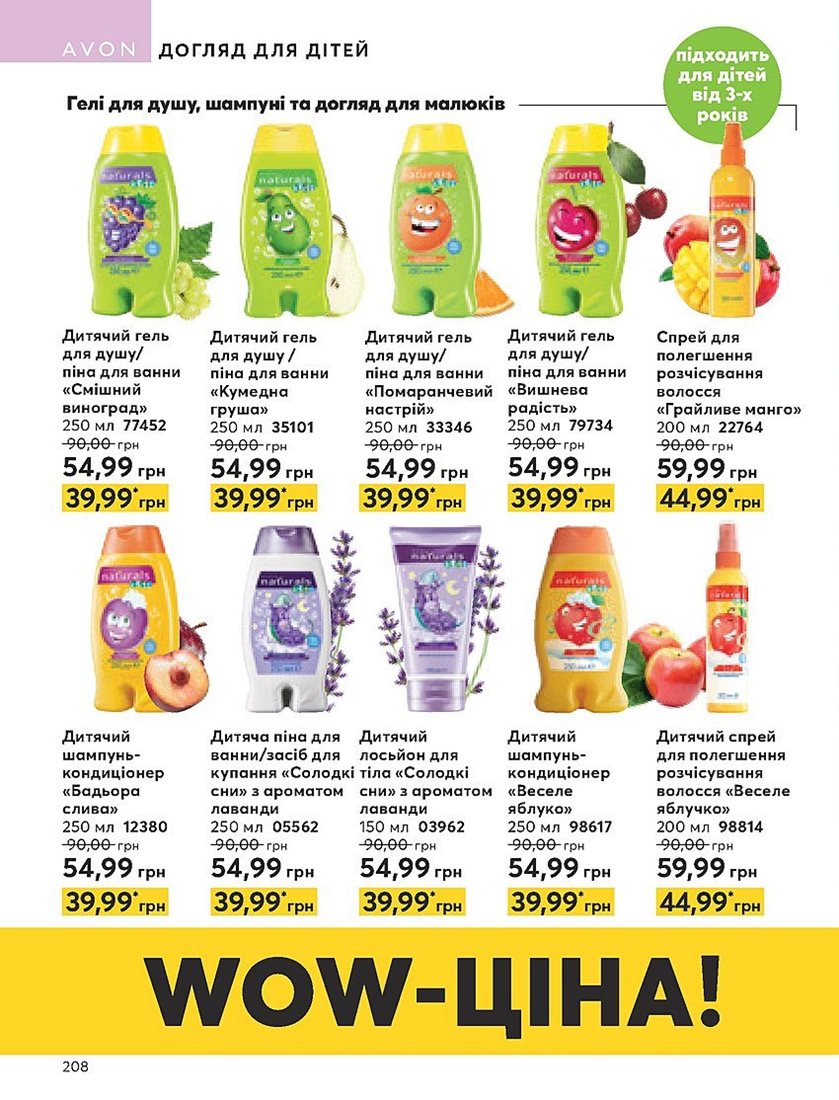 AVON ДОГЛЯД ДЛЯ ДІТЕЙ
підходить
для дітей
від 3-х
років
Гелі для душу, шампуні та догляд для малюків
naturals
naturals
naturals
naturals
Дитячий гель
для душу/
піна для ванни
«Смішний
виноград»
250 мл 77452
90,00 грн
54,99 грн
39,99* грн
Дитячий гель
для душу /
піна для ванни
«Кумедна
груша»
250 мл 35101
90,00 грн
54,99 грн
39,99* грн
Дитячий гель
для душу/
піна для ванни
«Помаранчевий
настрій»
250 мл 33346
90,00 грн
54,99 грн
39,99* грн
Дитячий гель
для душу/
піна для ванни
«Вишнева
радість»
250 мл 79734
90,00 грн
54,99 грн
39,99* грн
Спрей для
полегшення
розчісування
волосся
«Грайливе манго»
200 мл 22764
90,00 грн
59,99 грн
44,99* грн
naturals
naturals
naturals
naturals
Дитячий
шампунь-
кондиціонер
«Бадьора
слива»
250 мл 12380
90,00 грн
54,99 грн
39,99* грн
Дитяча піна для
ванни/засіб для
купання «Солодкі
сни» з ароматом
лаванди
250 мл 05562
90,00 грн
54,99 грн
39,99* грн
Дитячий
лосьйон для
тіла «Солодкі
сни» з ароматом
лаванди
150 мл 03962
90,00 грн
54,99 грн
39,99* грн
Дитячий
шампунь-
кондиціонер
«Веселе
яблуко»
250 мл 98617
90,00 грн
54,99 грн
39,99* грн
Дитячий спрей
для полегшення
розчісування
волосся «Веселе
яблучко»
200 мл 98814
90,00 грн
59,99 грн
44,99* грн
WOW-ЦІНА!
208